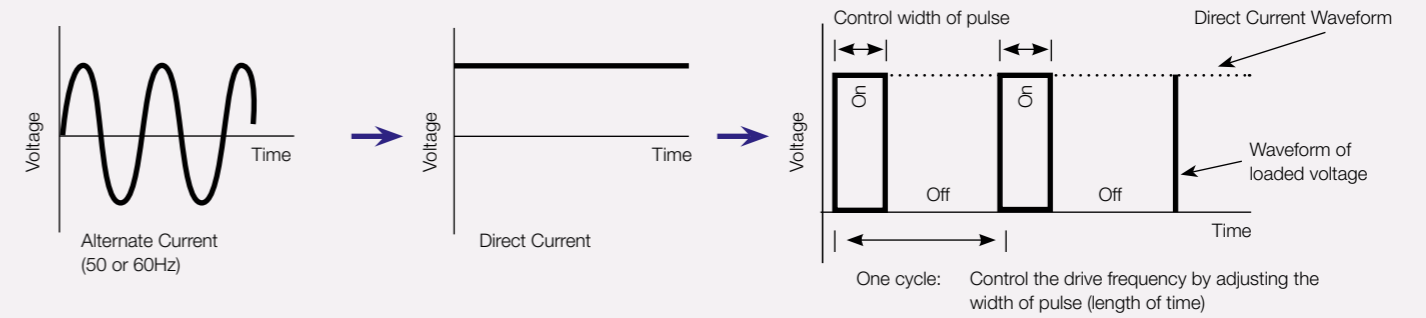 Voltage
Time
Alternate Current
(50 or 60Hz)
Voltage
Time
Direct Current
Control width of pulse
Direct Current Waveform
Voltage
On
On
Off
Off
Waveform of
loaded voltage
Time
One cycle: Control the drive frequency by adjusting the
width of pulse (length of time)